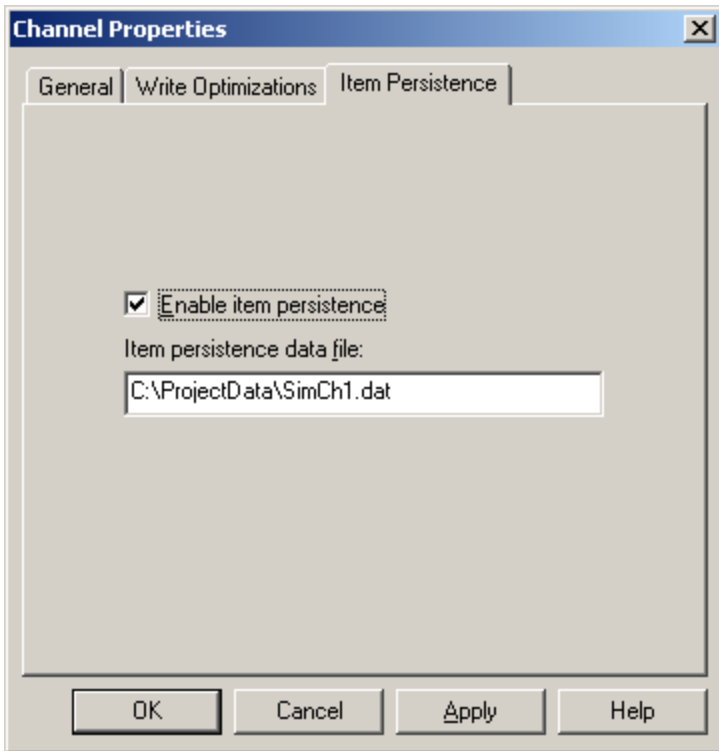 Channel Properties
General Write Optimizations Item Persistence
Enable item persistence
Item persistence data file:
C:\ProjectData\SimCh1.dat
OK Cancel Apply Help